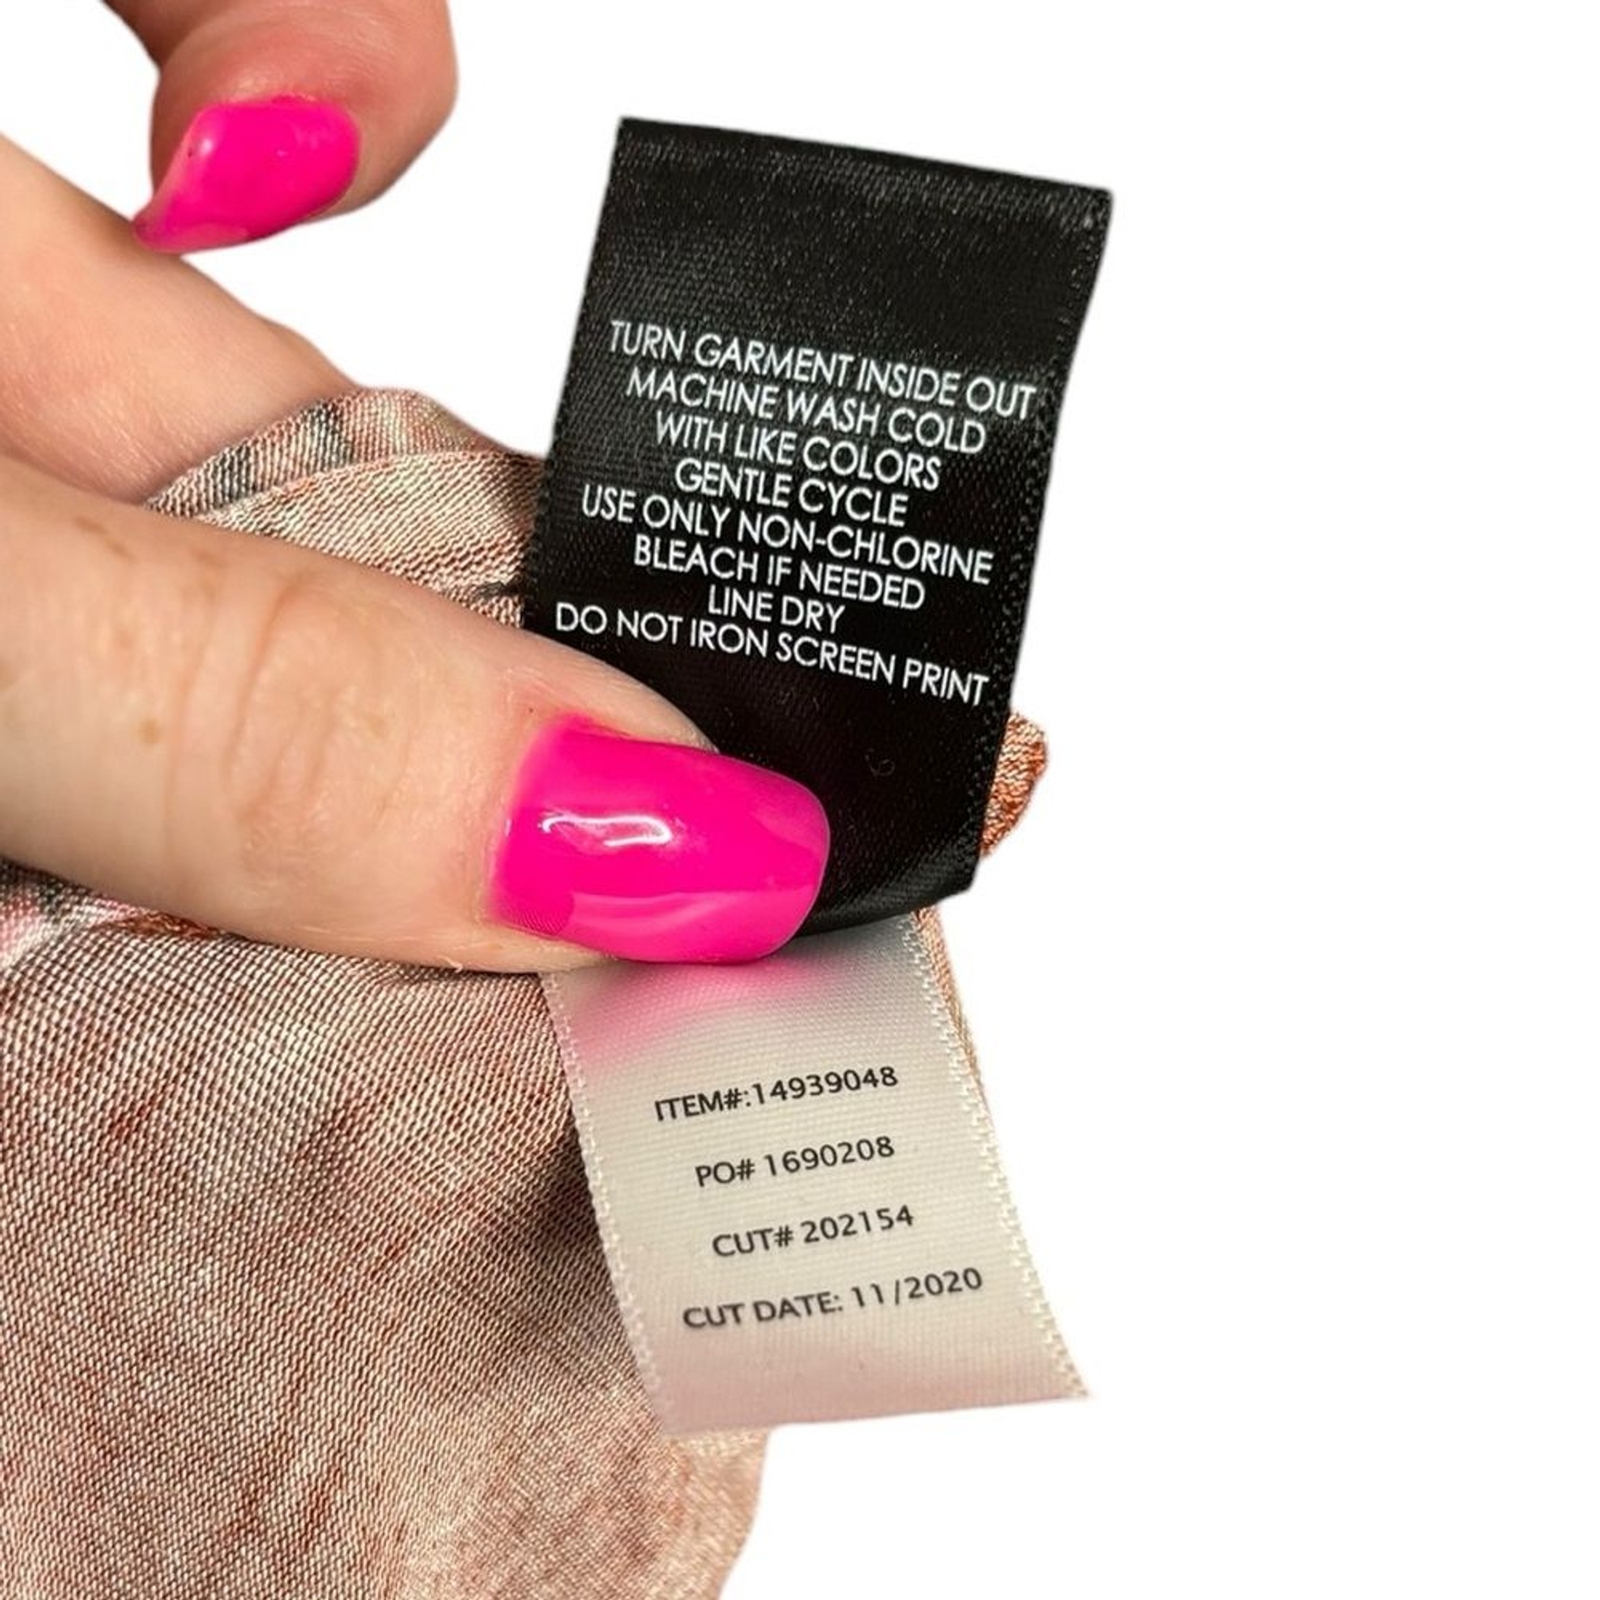 TURN GARMENT INSIDE OUT
MACHINE WASH COLD
WITH LIKE COLORS
GENTLE CYCLE
USE ONLY NON-CHLORINE
BLEACH IF NEEDED
LINE DRY
DO NOT IRON SCREEN PRINT
ITEM#:14939048
PO# 1690208
CUT# 202154
CUT DATE: 11/2020